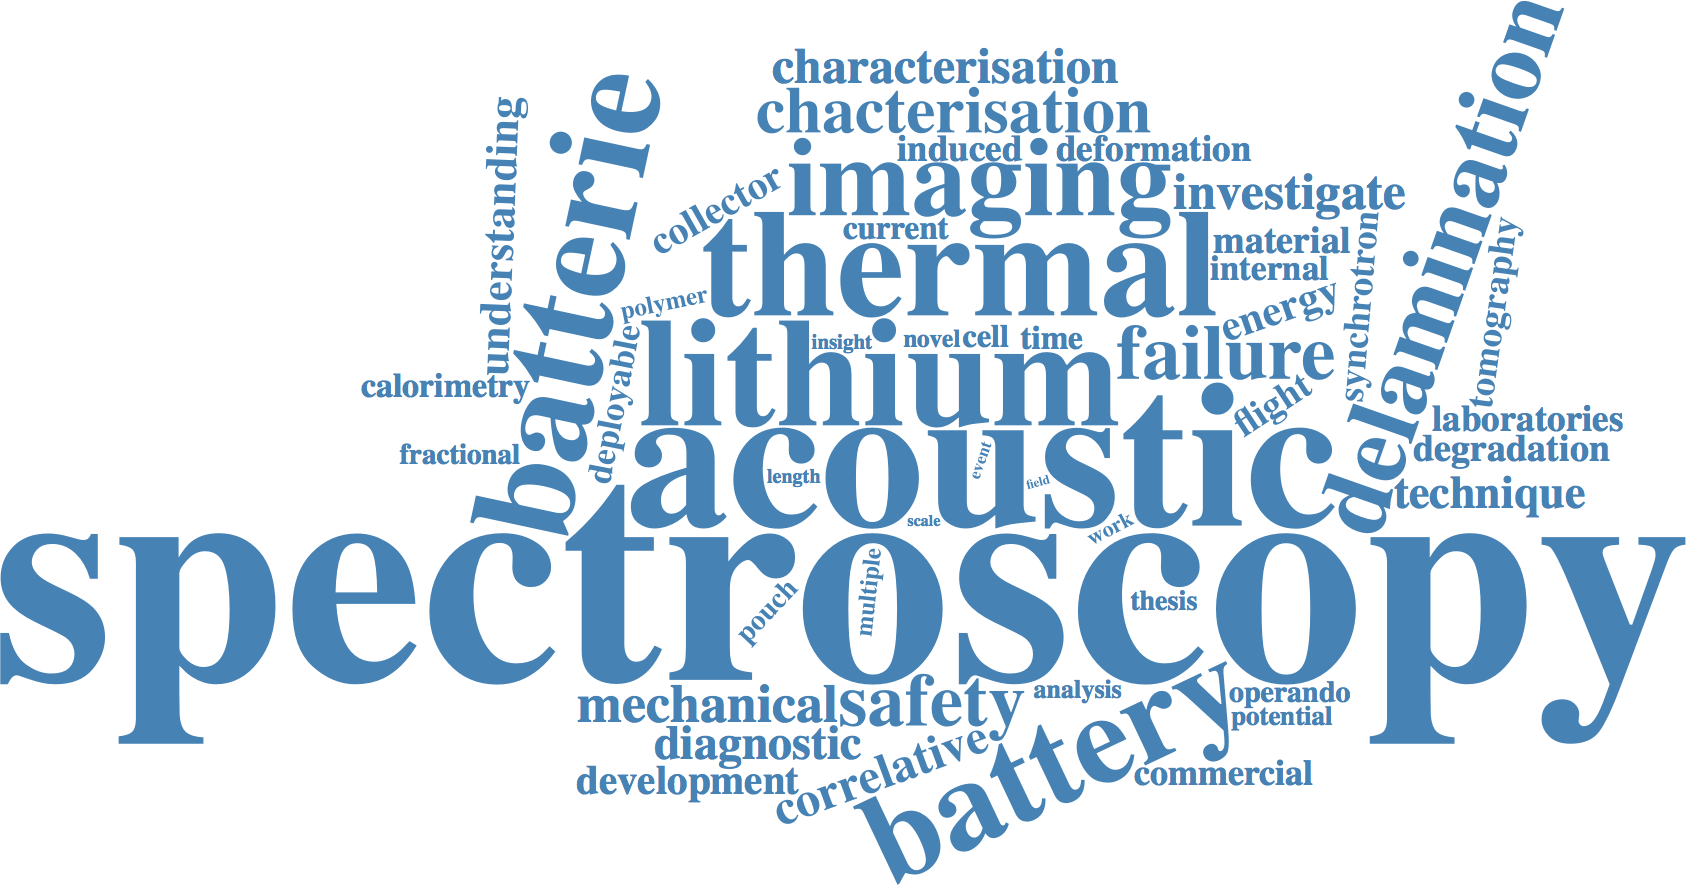 characterisation
chacterisation
induced deformation
imaging
investigate
collector
current
thermal
material
internal
understanding
batterie
delamination
synchrotron
tomography
energy
polymer
deployable
lithium
insight
novel
cell
time
failure
flight
calorimetry
fractional
acoustic
length
event
field
scale
work
laboratories
degradation
technique
spectroscopy
pouch
multiple
thesis
mechanical
safety
analysis
operando
potential
diagnostic
development
correlative
battery
commercial